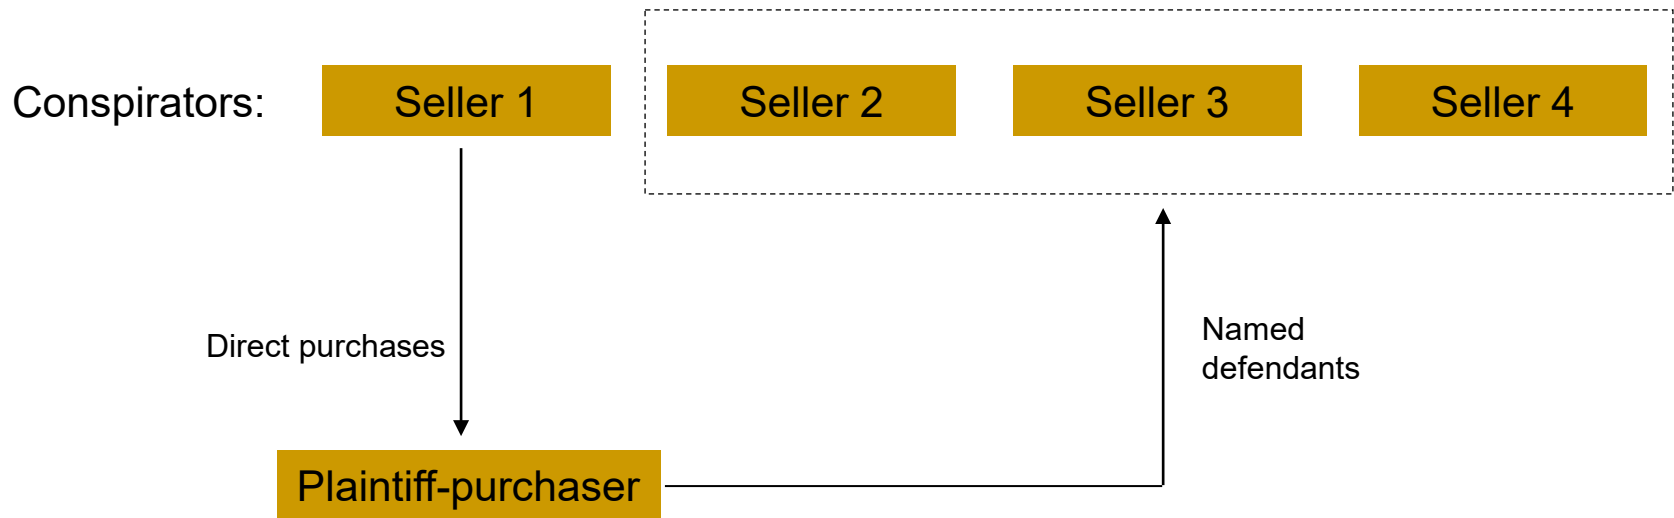 Conspirators:
Seller 1
Seller 2
Seller 3
Seller 4
Direct purchases
Named
defendants
Plaintiff-purchaser